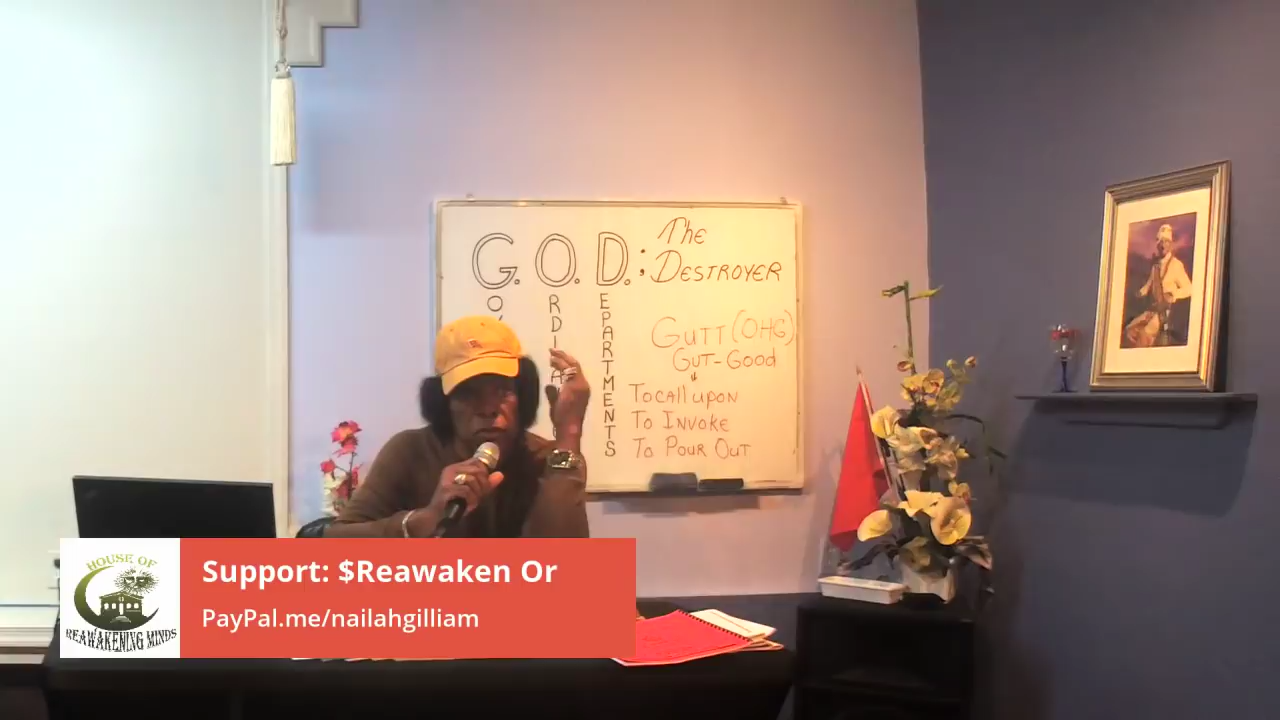 G. O. D. ; The
Destroyer
O
RDI
EPARTMENTS
Gutt (OHG)
Gut-Good
To call upon
To Invoke
To Pour Out
HOUSE OF
REAWAKENING MINDS
Support: $Reawaken Or
PayPal.me/nailahgilliam